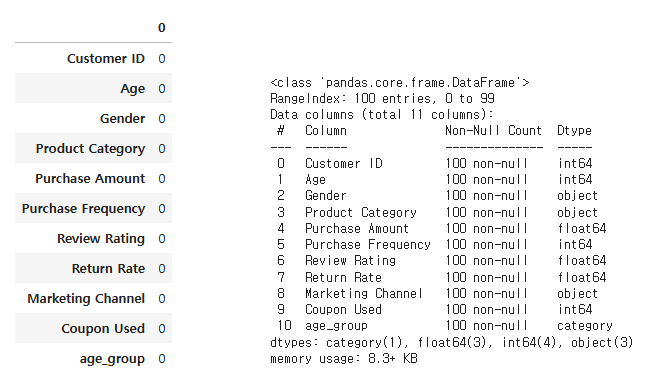 0
Customer ID 0
Age 0
Gender 0
Product Category 0
Purchase Amount 0
Purchase Frequency 0
Review Rating 0
Return Rate 0
Marketing Channel 0
Coupon Used 0
age_group 0
<class 'pandas.core.frame.DataFrame'>
RangeIndex: 100 entries, 0 to 99
Data columns (total 11 columns):
#   Column   Non-Null Count   Dtype
---  ------  --------------  -----
0   Customer ID   100 non-null   int64
1   Age   100 non-null   int64
2   Gender   100 non-null   object
3   Product Category   100 non-null   object
4   Purchase Amount   100 non-null   float64
5   Purchase Frequency   100 non-null   int64
6   Review Rating   100 non-null   float64
7   Return Rate   100 non-null   float64
8   Marketing Channel   100 non-null   object
9   Coupon Used   100 non-null   int64
10   age_group   100 non-null   category
dtypes: category(1), float64(3), int64(4), object(3)
memory usage: 8.3+ KB